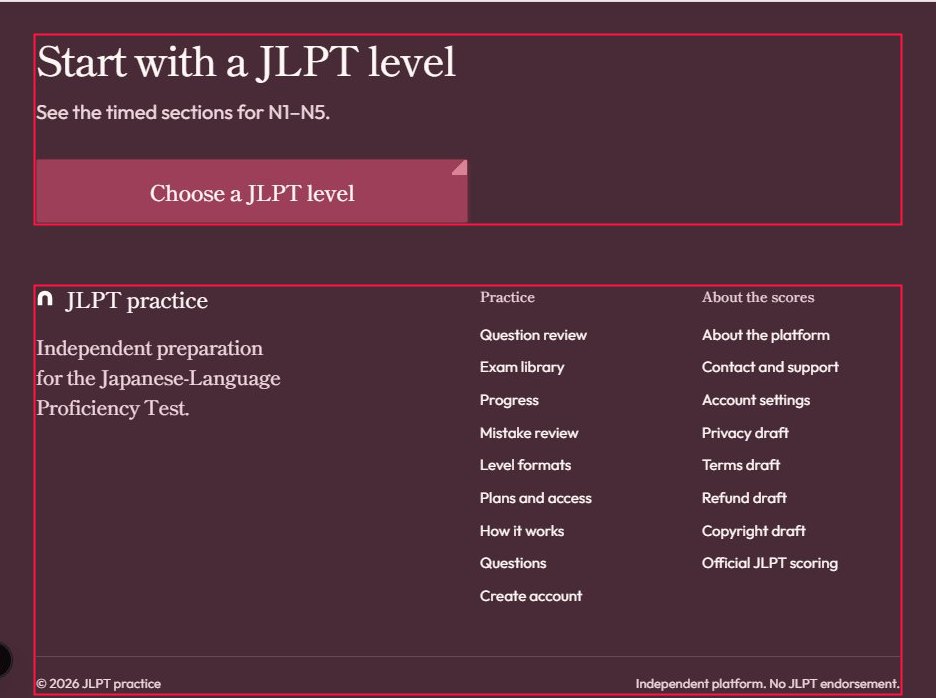 Start with a JLPT level
See the timed sections for N1–N5.
Choose a JLPT level
JLPT practice
Independent preparation
for the Japanese-Language
Proficiency Test.
Practice
Question review
Exam library
Progress
Mistake review
Level formats
Plans and access
How it works
Questions
Create account
About the scores
About the platform
Contact and support
Account settings
Privacy draft
Terms draft
Refund draft
Copyright draft
Official JLPT scoring
© 2026 JLPT practice
Independent platform. No JLPT endorsement.